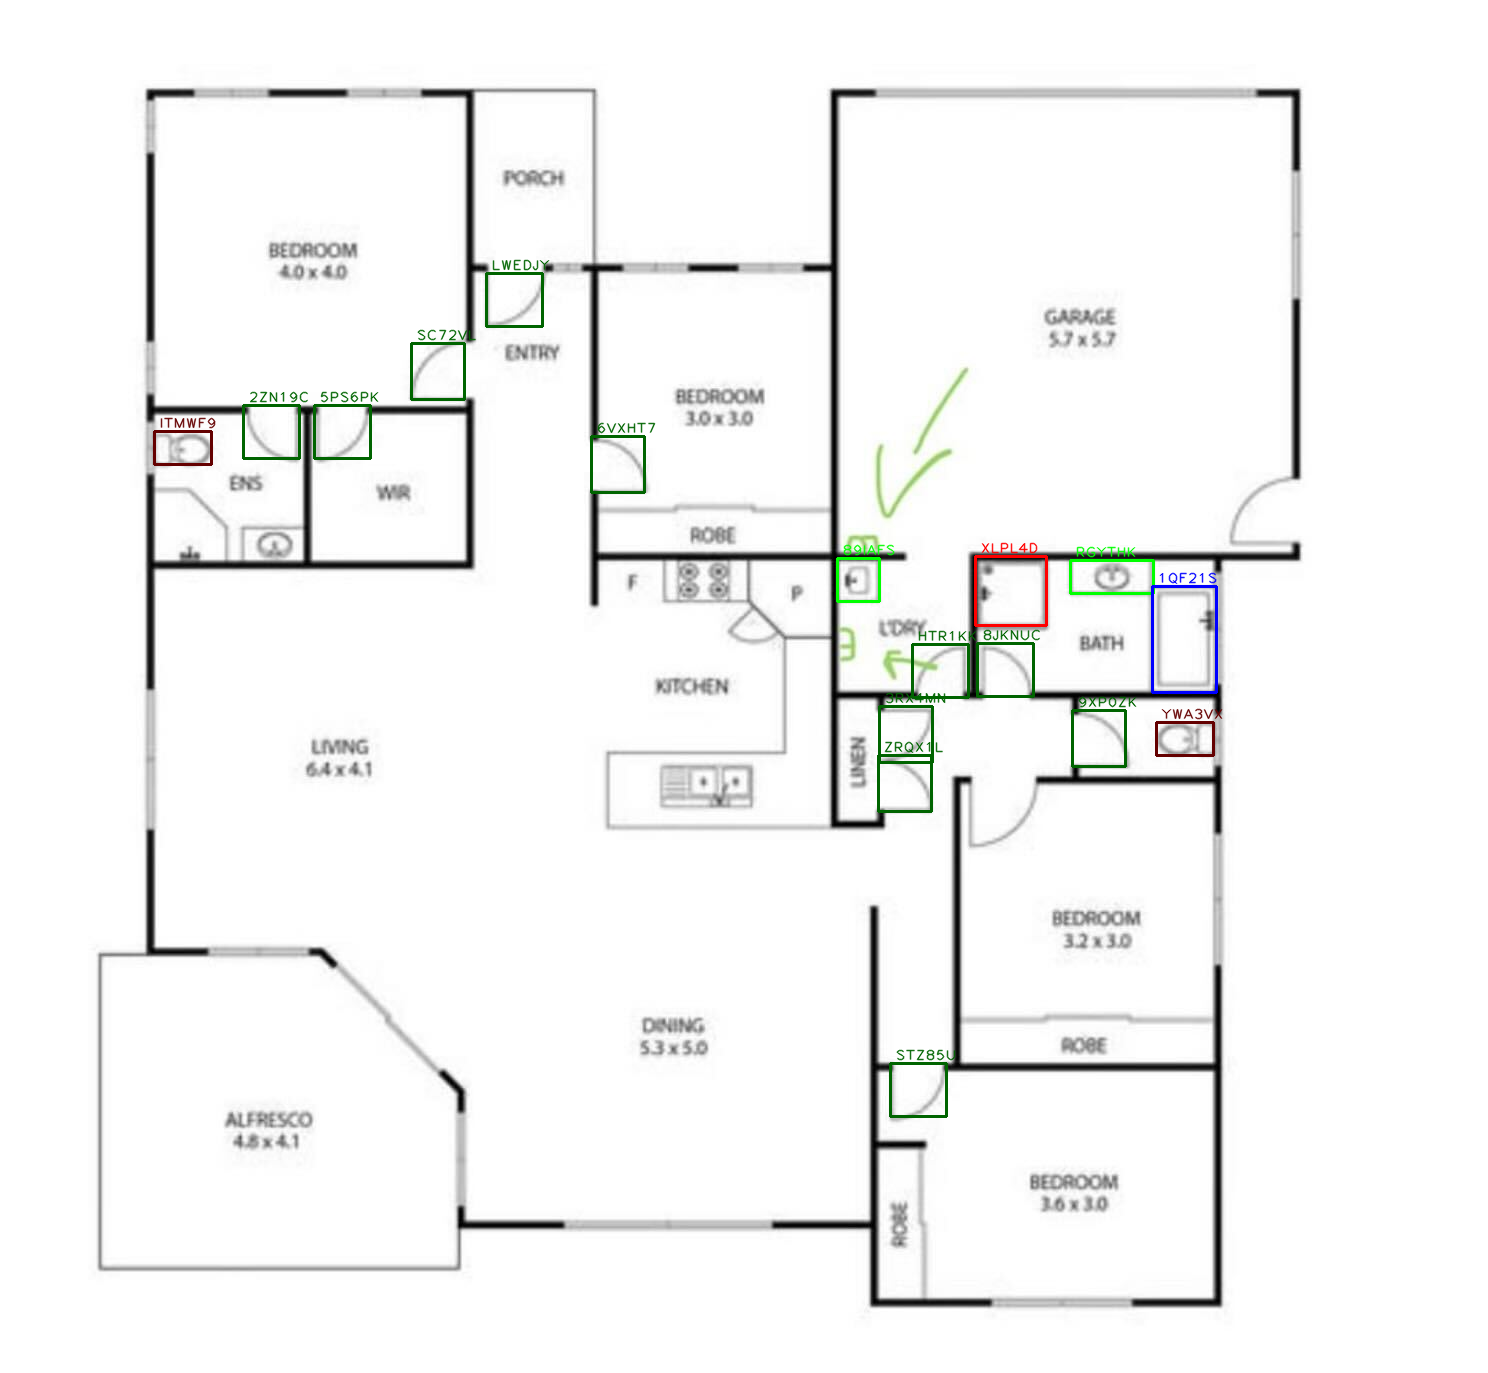 PORCH
BEDROOM
4.0 x 4.0
LWEDJY
GARAGE
5.7 x 5.7
SC72V
ENTRY
BEDROOM
3.0 x 3.0
2ZN19C
5PS6PK
ITMWF9
6VXHT7
ENS
WIR
ROBE
89IAFS
XLPL4D
RGYTHK
1QF21S
F
P
L'DRY
HTR1KK
8JKNUC
BATH
KITCHEN
3RX4MN
9XP0ZK
YWA3VX
LIVING
6.4 x 4.1
ZRQX1L
LINEN
BEDROOM
3.2 x 3.0
DINING
5.3 x 5.0
ROBE
STZ85U
ALFRESCO
4.8 x 4.1
BEDROOM
3.6 x 3.0
ROBE